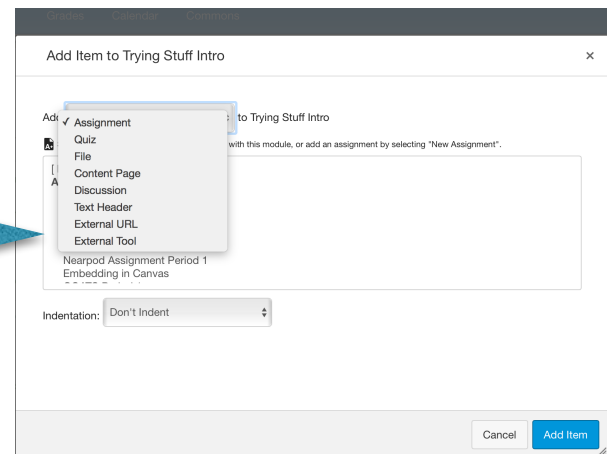 Grades Calendar Commons
Add Item to Trying Stuff Intro ×
Add to Trying Stuff Intro
✓ Assignment
Quiz
File
Content Page
Discussion
Text Header
External URL
External Tool
with this module, or add an assignment by selecting "New Assignment".
[
A
Nearpod Assignment Period 1
Embedding in Canvas
Indentation: Don't Indent
Cancel Add Item